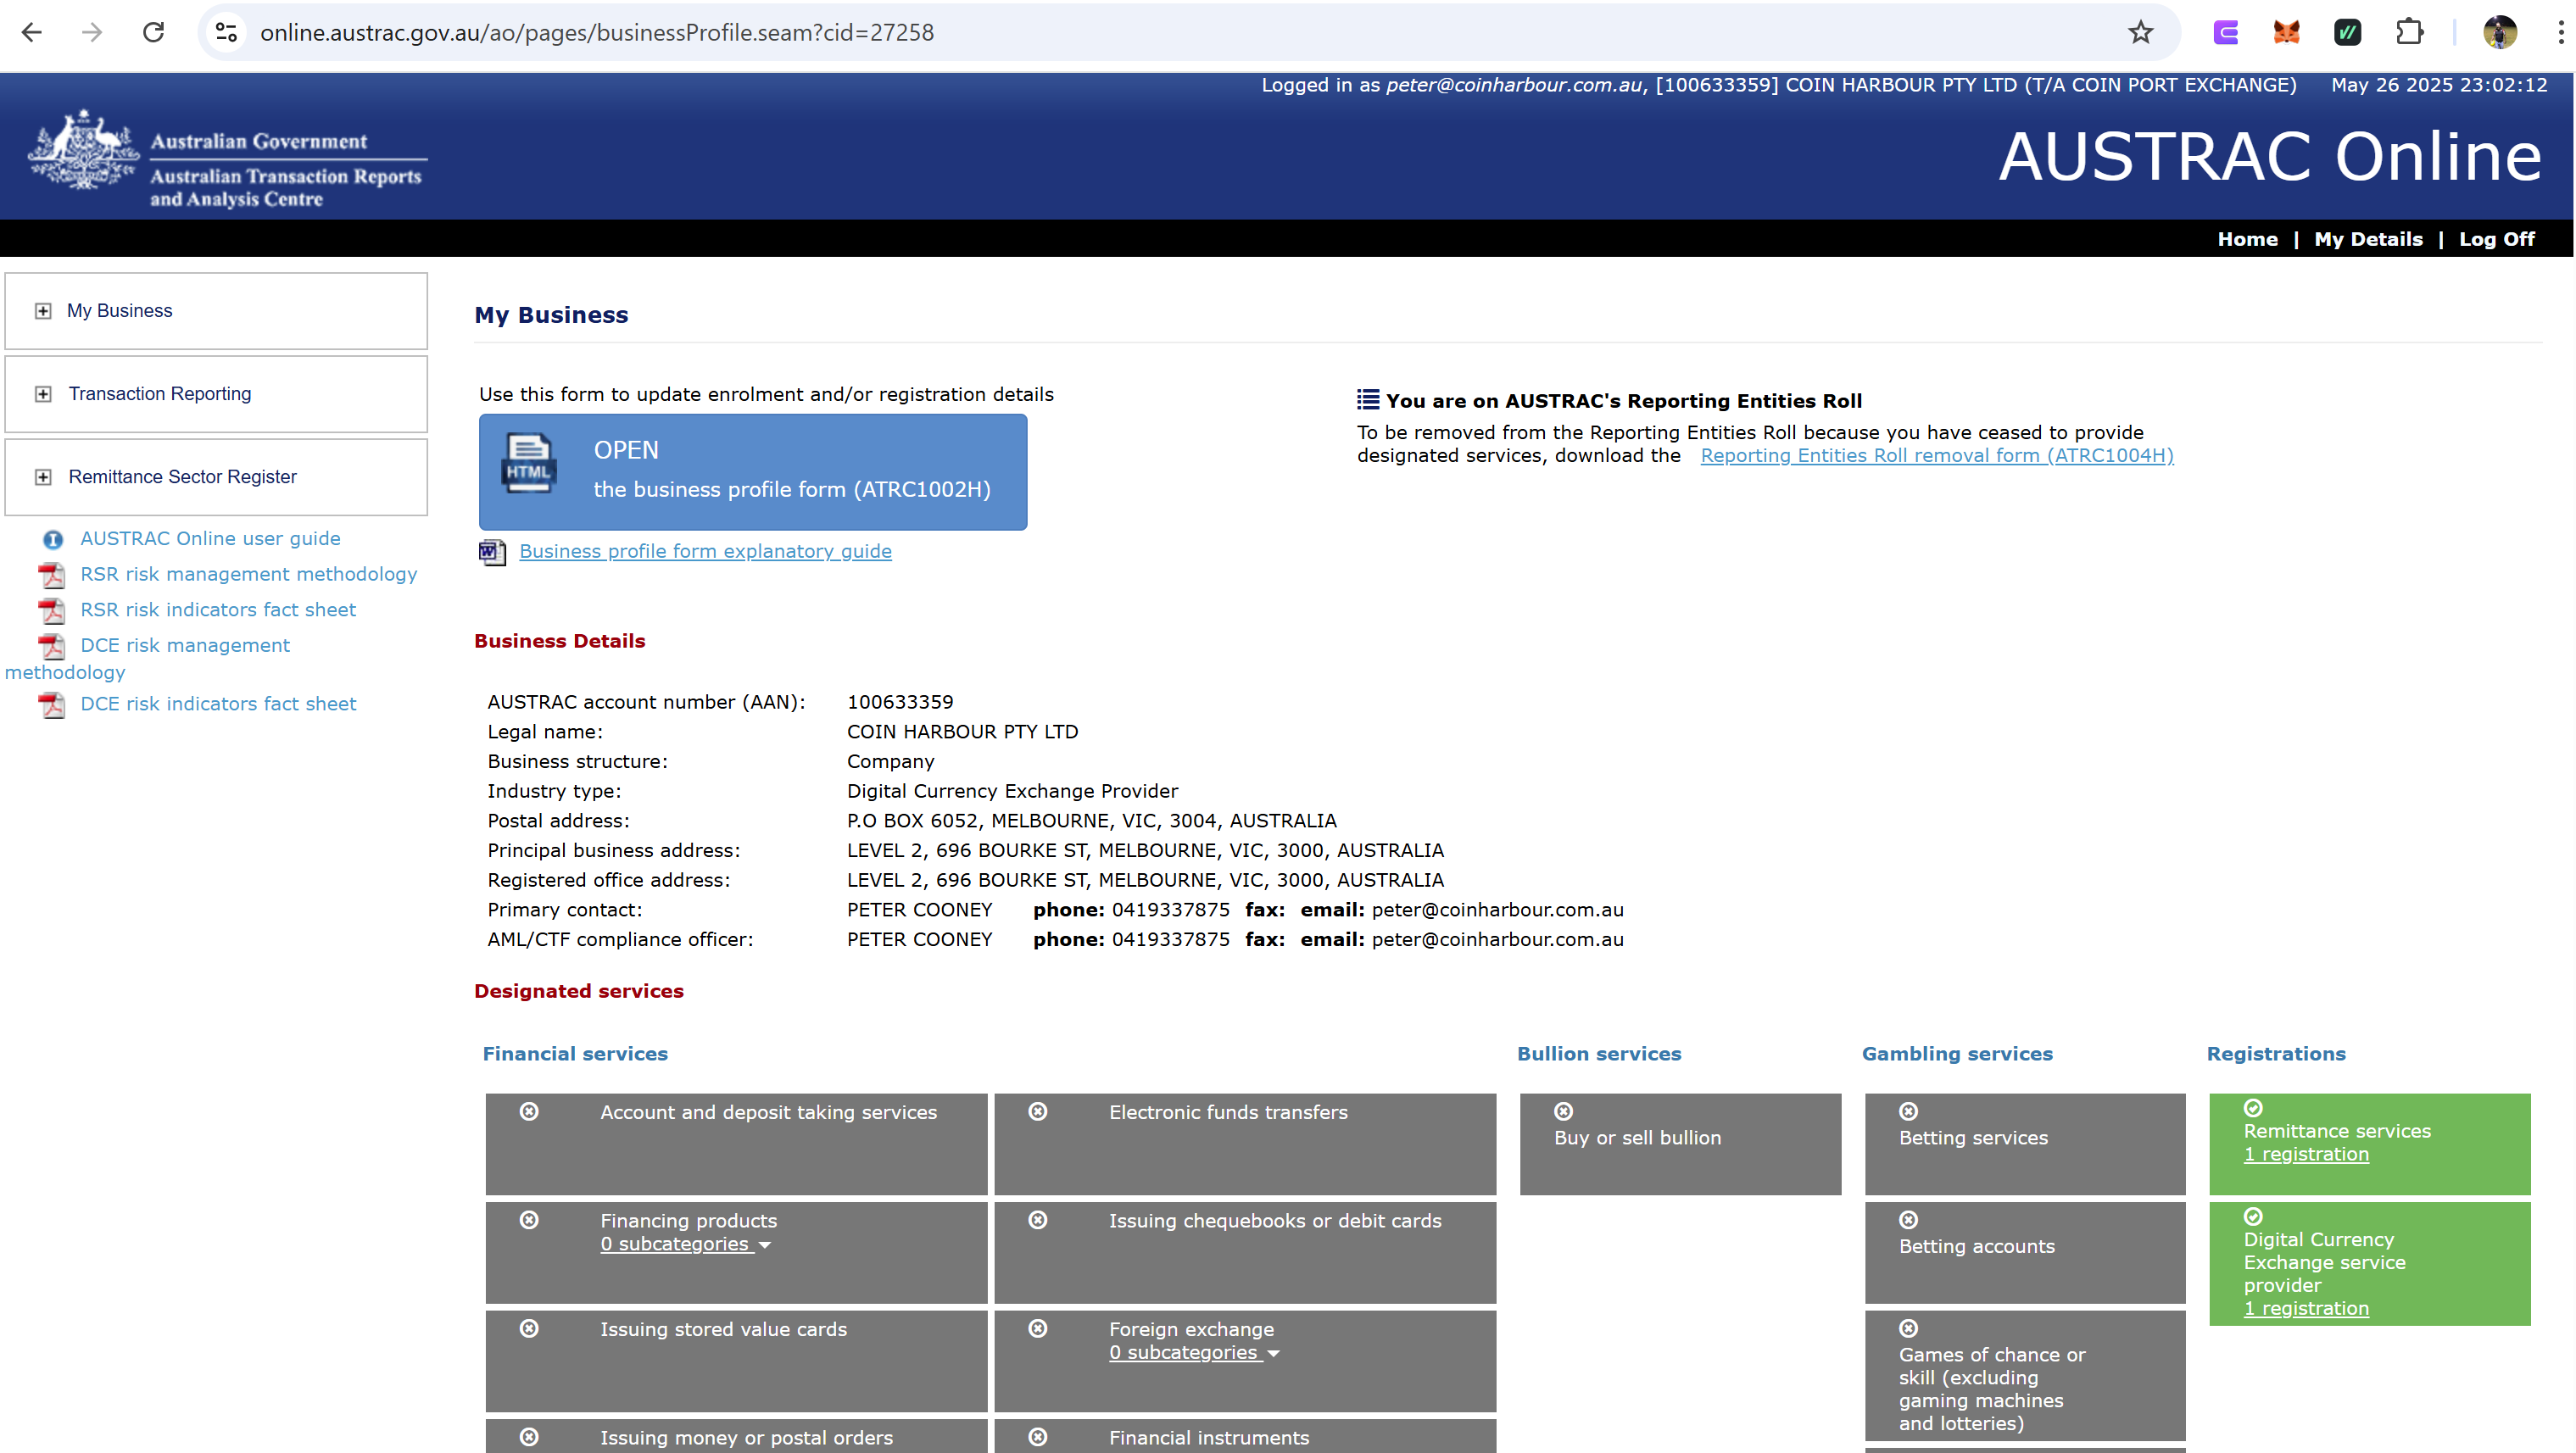 online.austrac.gov.au/ao/pages/businessProfile.seam?cid=27258
Logged in as peter@coinharbour.com.au, [100633359] COIN HARBOUR PTY LTD (T/A COIN PORT EXCHANGE) May 26 2025 23:02:12
Australian Government
Australian Transaction Reports
and Analysis Centre
AUSTRAC Online
Home | My Details | Log Off
My Business
Transaction Reporting
Remittance Sector Register
AUSTRAC Online user guide
RSR risk management methodology
RSR risk indicators fact sheet
DCE risk management
methodology
DCE risk indicators fact sheet
My Business
Use this form to update enrolment and/or registration details
HTML
OPEN
the business profile form (ATRC1002H)
Business profile form explanatory guide
You are on AUSTRAC's Reporting Entities Roll
To be removed from the Reporting Entities Roll because you have ceased to provide
designated services, download the Reporting Entities Roll removal form (ATRC1004H)
Business Details
AUSTRAC account number (AAN): 100633359
Legal name: COIN HARBOUR PTY LTD
Business structure: Company
Industry type: Digital Currency Exchange Provider
Postal address: P.O BOX 6052, MELBOURNE, VIC, 3004, AUSTRALIA
Principal business address: LEVEL 2, 696 BOURKE ST, MELBOURNE, VIC, 3000, AUSTRALIA
Registered office address: LEVEL 2, 696 BOURKE ST, MELBOURNE, VIC, 3000, AUSTRALIA
Primary contact: PETER COONEY phone: 0419337875 fax: email: peter@coinharbour.com.au
AML/CTF compliance officer: PETER COONEY phone: 0419337875 fax: email: peter@coinharbour.com.au
Designated services
Financial services
Account and deposit taking services
Electronic funds transfers
Financing products
0 subcategories
Issuing chequebooks or debit cards
Issuing stored value cards
Foreign exchange
0 subcategories
Issuing money or postal orders
Financial instruments
Bullion services
Buy or sell bullion
Gambling services
Betting services
Betting accounts
Games of chance or
skill (excluding
gaming machines
and lotteries)
Registrations
Remittance services
1 registration
Digital Currency
Exchange service
provider
1 registration